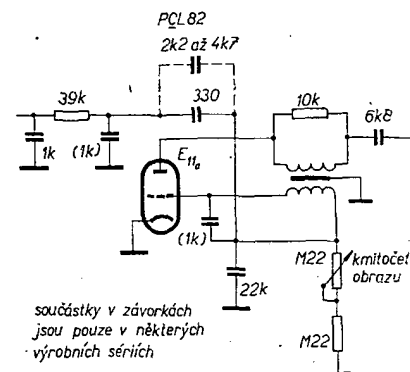 PCL82
2k2 až 4k7
39k
330
10k
6k8
1k
(1k)
E11a
(1k)
22k
M22
kmitočet
obrazu
M22
součástky v závorkách
jsou pouze v některých
výrobních sériích